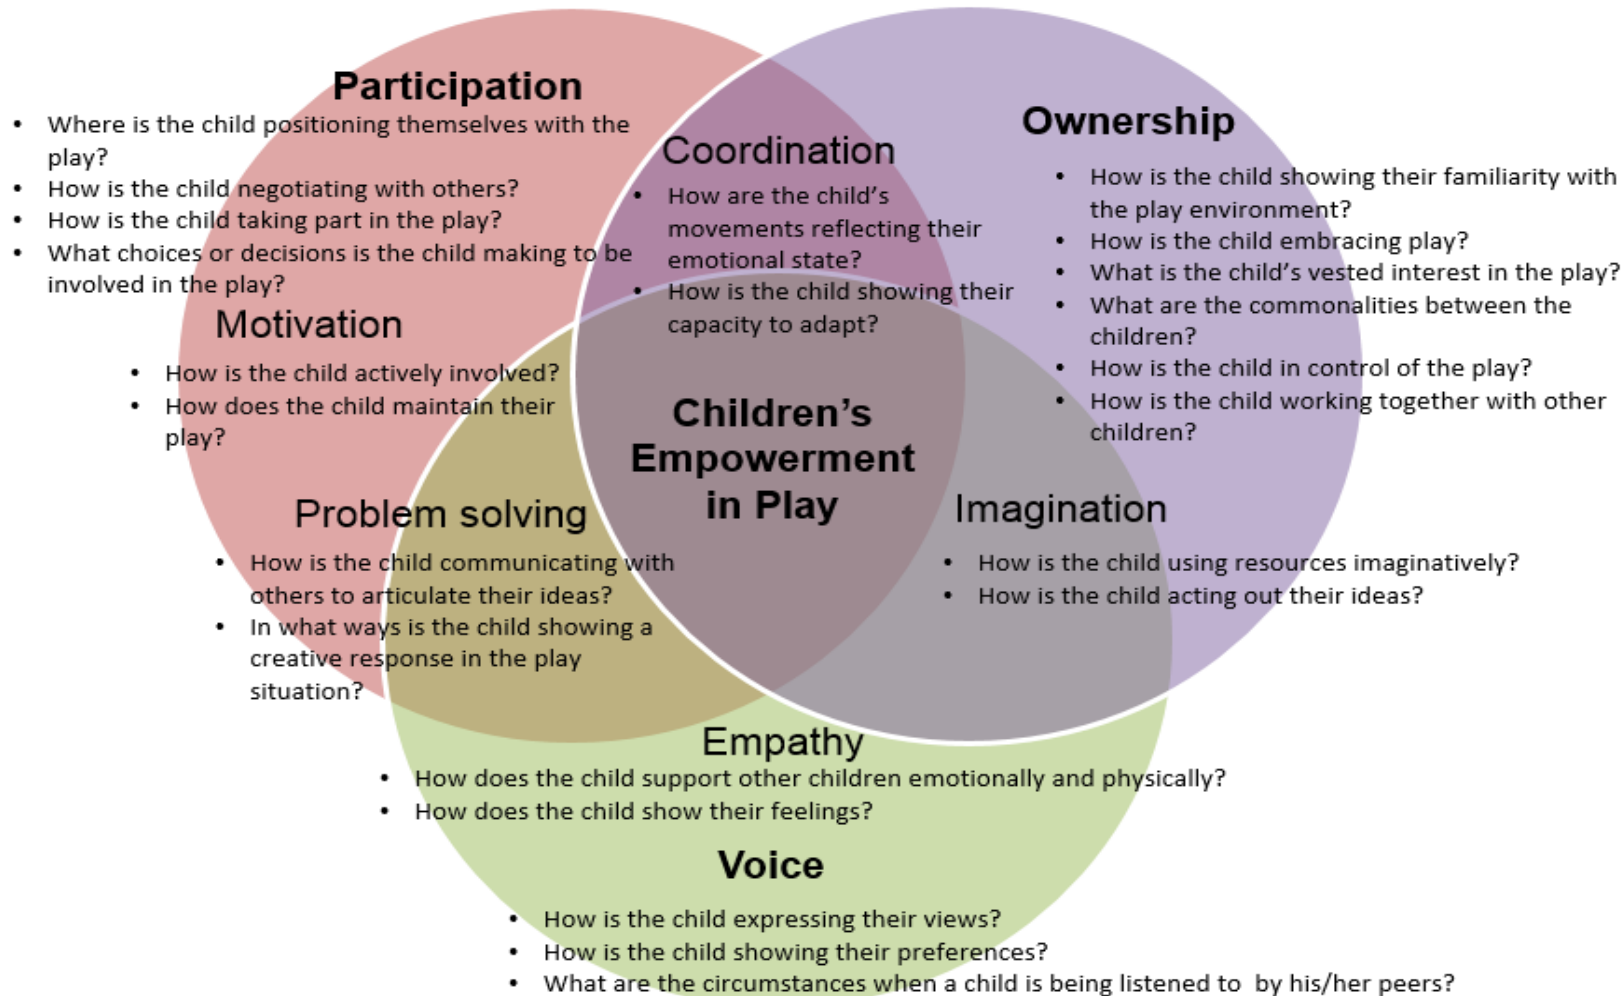 Participation
• Where is the child positioning themselves with the
play?
• How is the child negotiating with others?
• How is the child taking part in the play?
• What choices or decisions is the child making to be
involved in the play?
Motivation
• How is the child actively involved?
• How does the child maintain their
play?
Coordination
• How are the child’s
movements reflecting their
emotional state?
• How is the child showing their
capacity to adapt?
Ownership
• How is the child showing their familiarity with
the play environment?
• How is the child embracing play?
• What is the child’s vested interest in the play?
• What are the commonalities between the
children?
• How is the child in control of the play?
• How is the child working together with other
children?
Children’s
Empowerment
in Play
Problem solving
• How is the child communicating with
others to articulate their ideas?
• In what ways is the child showing a
creative response in the play
situation?
Imagination
• How is the child using resources imaginatively?
• How is the child acting out their ideas?
Empathy
• How does the child support other children emotionally and physically?
• How does the child show their feelings?
Voice
• How is the child expressing their views?
• How is the child showing their preferences?
• What are the circumstances when a child is being listened to by his/her peers?